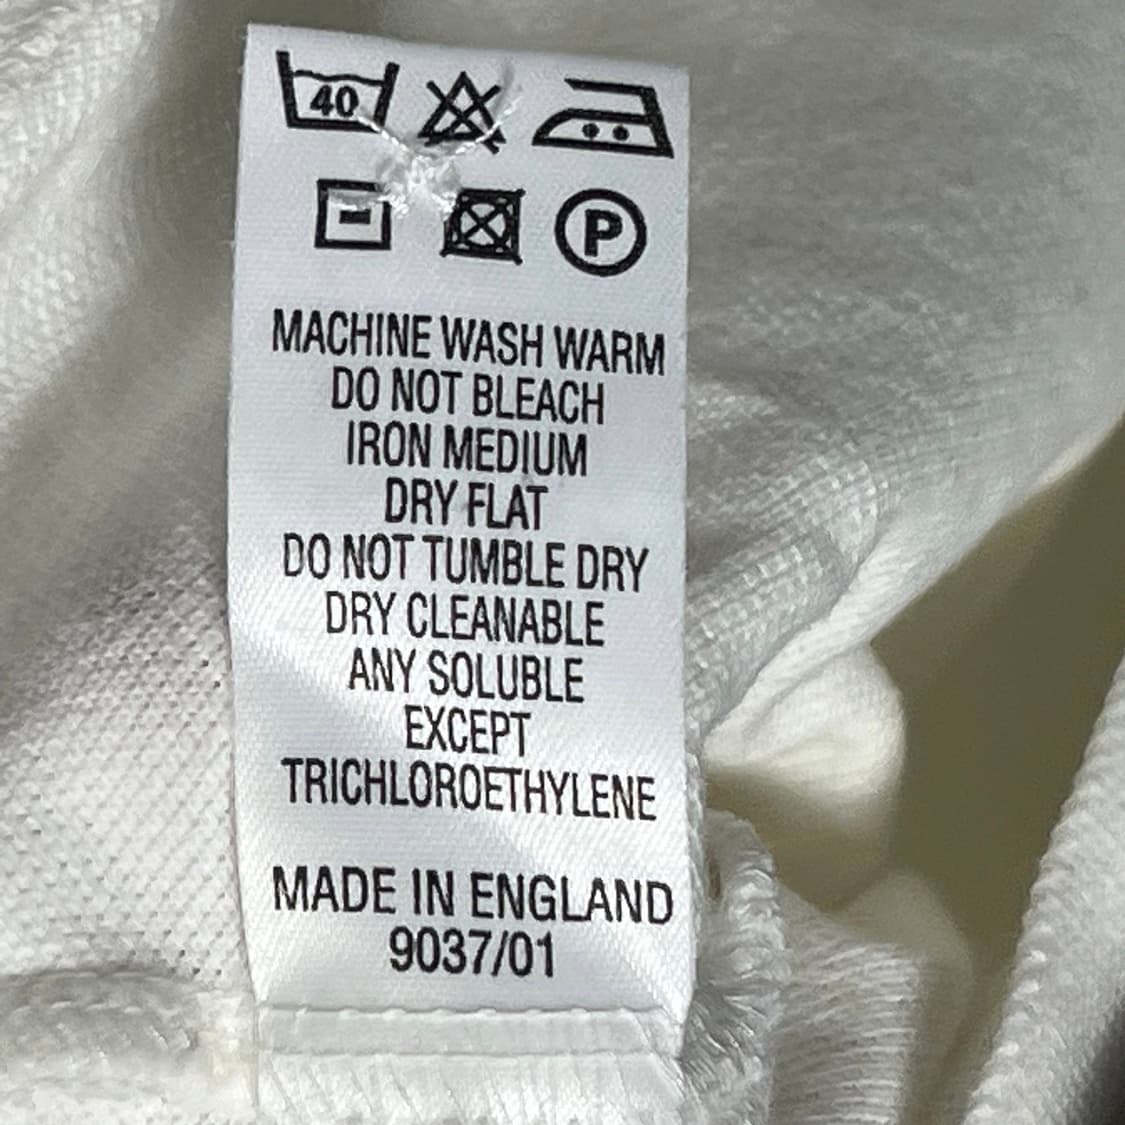 40
P
MACHINE WASH WARM
DO NOT BLEACH
IRON MEDIUM
DRY FLAT
DO NOT TUMBLE DRY
DRY CLEANABLE
ANY SOLUBLE
EXCEPT
TRICHLOROETHYLENE
MADE IN ENGLAND
9037/01